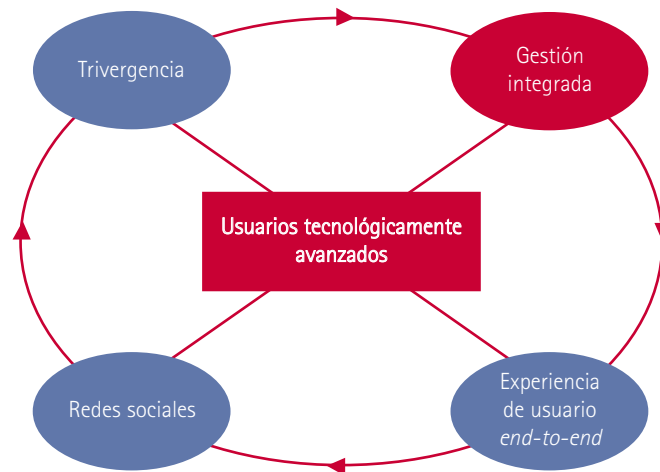 Trivergencia
Gestión
integrada
Usuarios tecnológicamente
avanzados
Redes sociales
Experiencia
de usuario
end-to-end